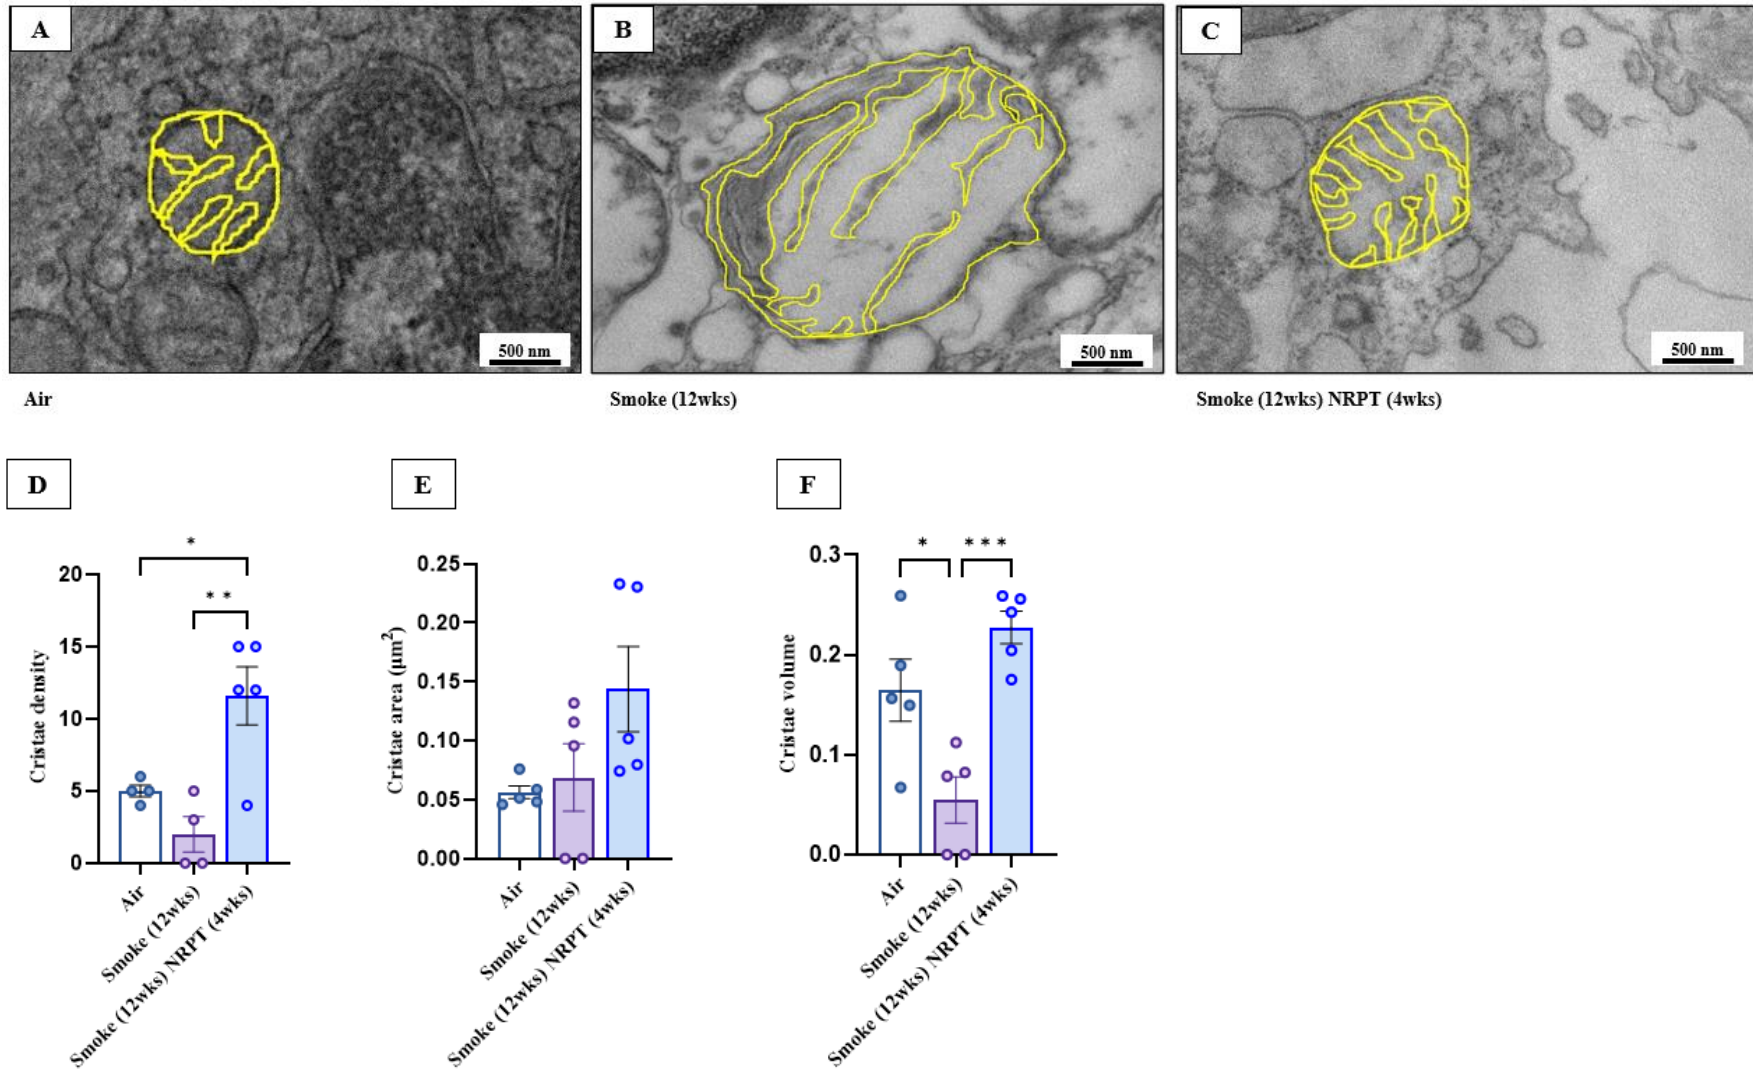 A
B
C
500 nm
500 nm
500 nm
Air
Smoke (12wks)
Smoke (12wks) NRPT (4wks)
D
*
**
20
15
10
5
0
Cristae density
Air
Smoke (12wks)
Smoke (12wks) NRPT (4wks)
E
0.25
0.20
0.15
0.10
0.05
0.00
Cristae area (µm²)
Air
Smoke (12wks)
Smoke (12wks) NRPT (4wks)
F
*
***
0.3
0.2
0.1
0.0
Cristae volume
Air
Smoke (12wks)
Smoke (12wks) NRPT (4wks)